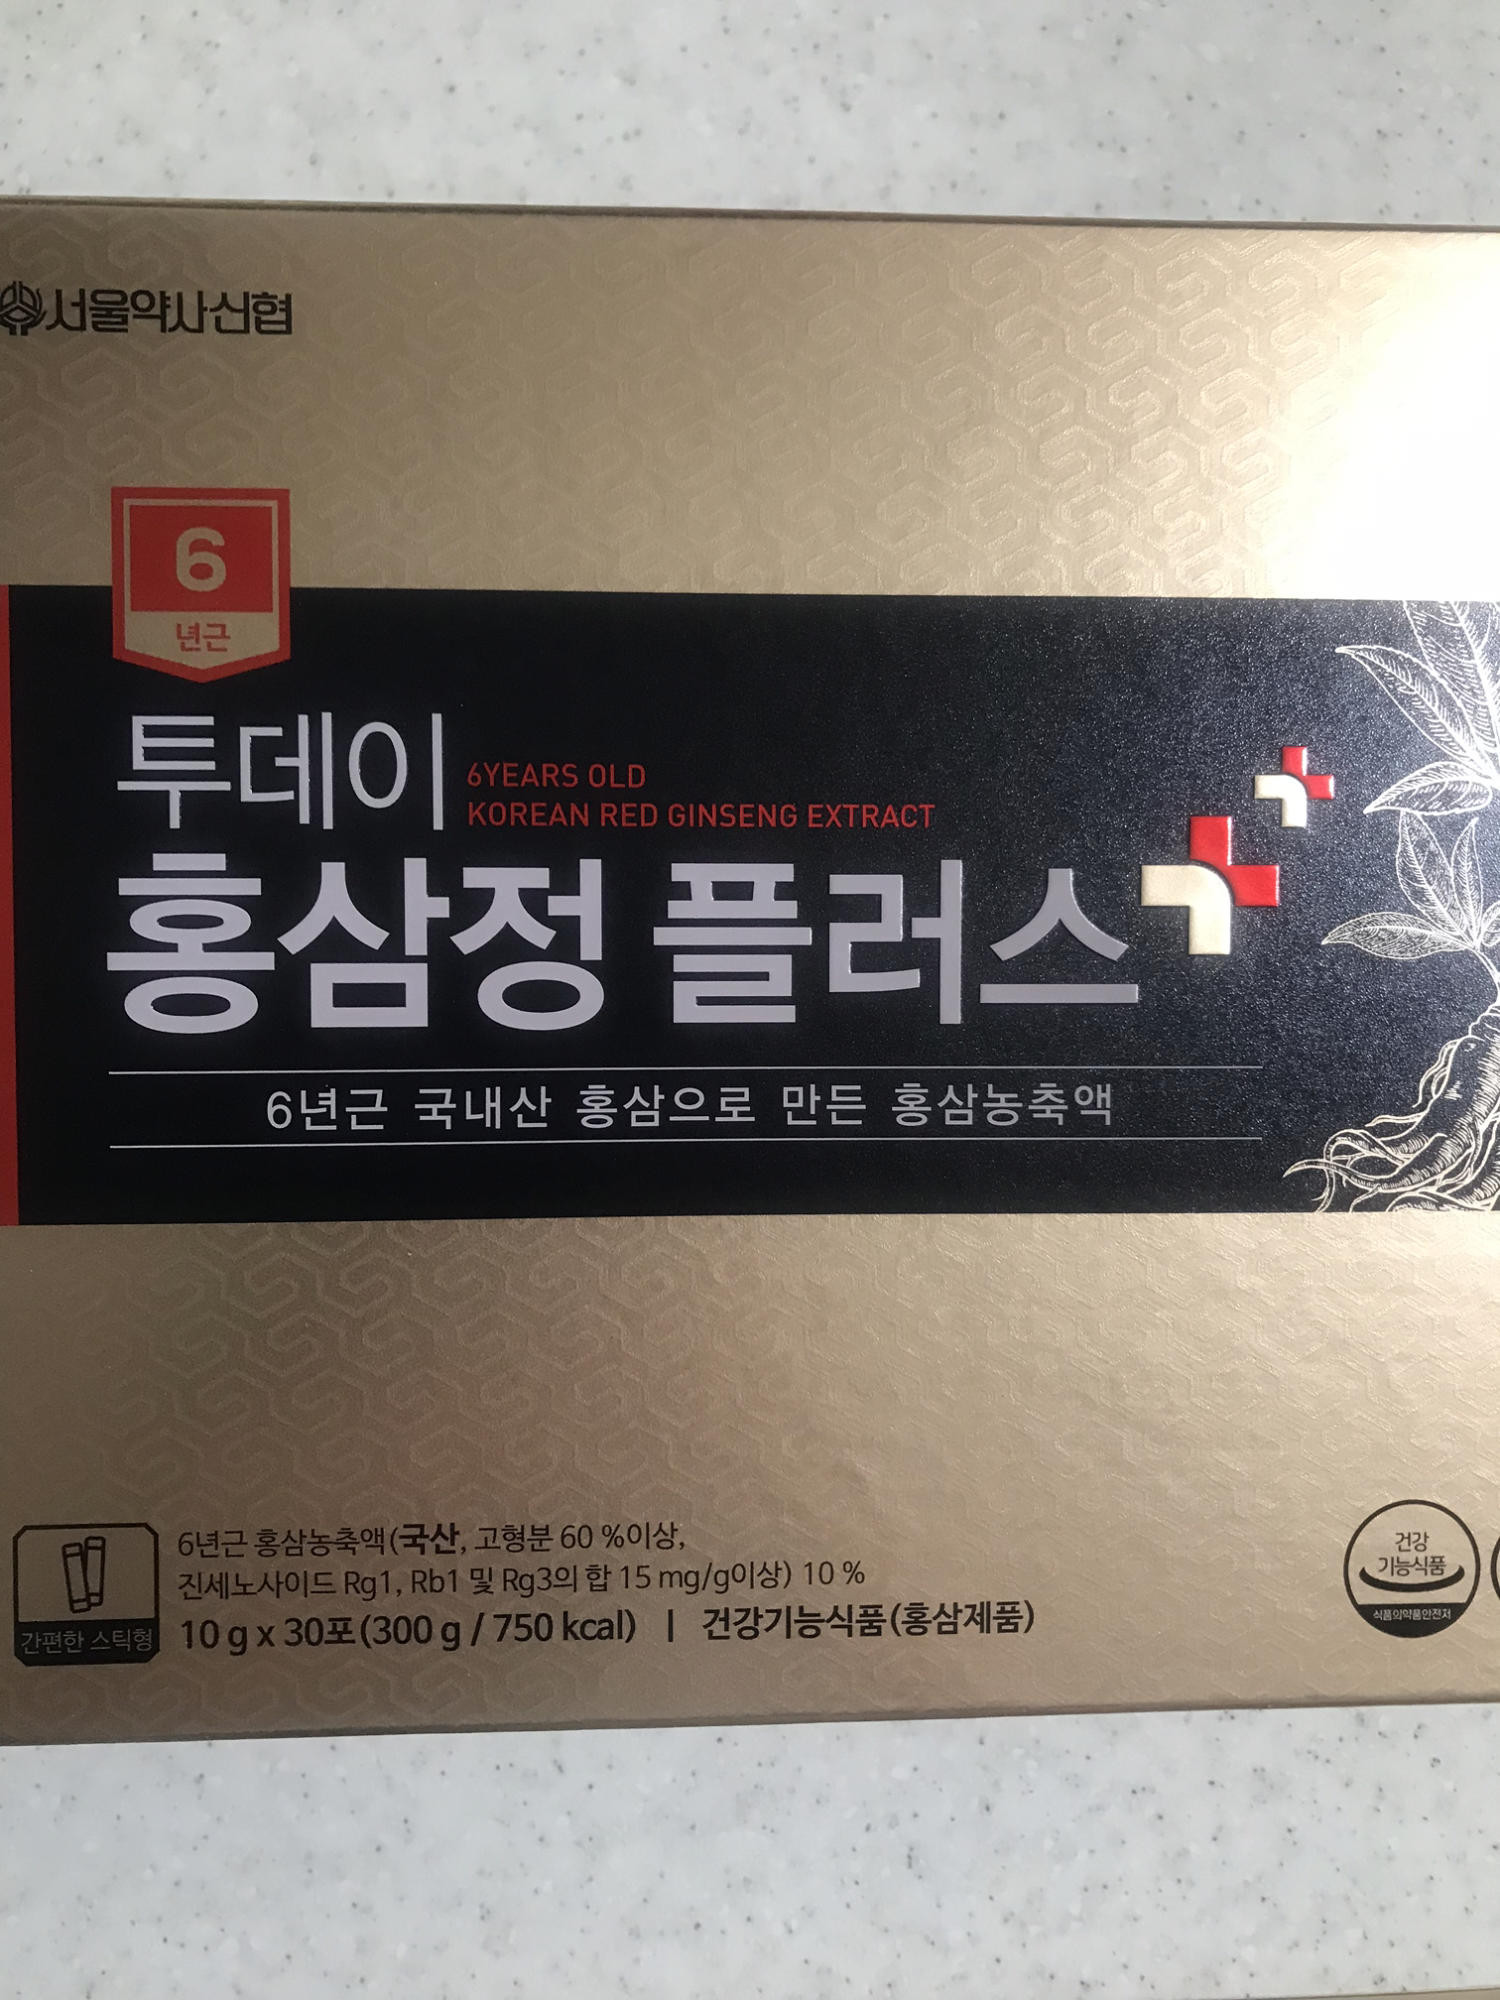 서울약사신협
6
년근
투데이
6YEARS OLD
KOREAN RED GINSENG EXTRACT
홍삼정 플러스
6년근 국내산 홍삼으로 만든 홍삼농축액
간편한 스틱형
6년근 홍삼농축액(국산, 고형분 60 %이상,
진세노사이드 Rg1, Rb1 및 Rg3의 합 15 mg/g이상) 10 %
10 g x 30포(300 g / 750 kcal) | 건강기능식품(홍삼제품)
건강
기능식품
식품의약품안전처